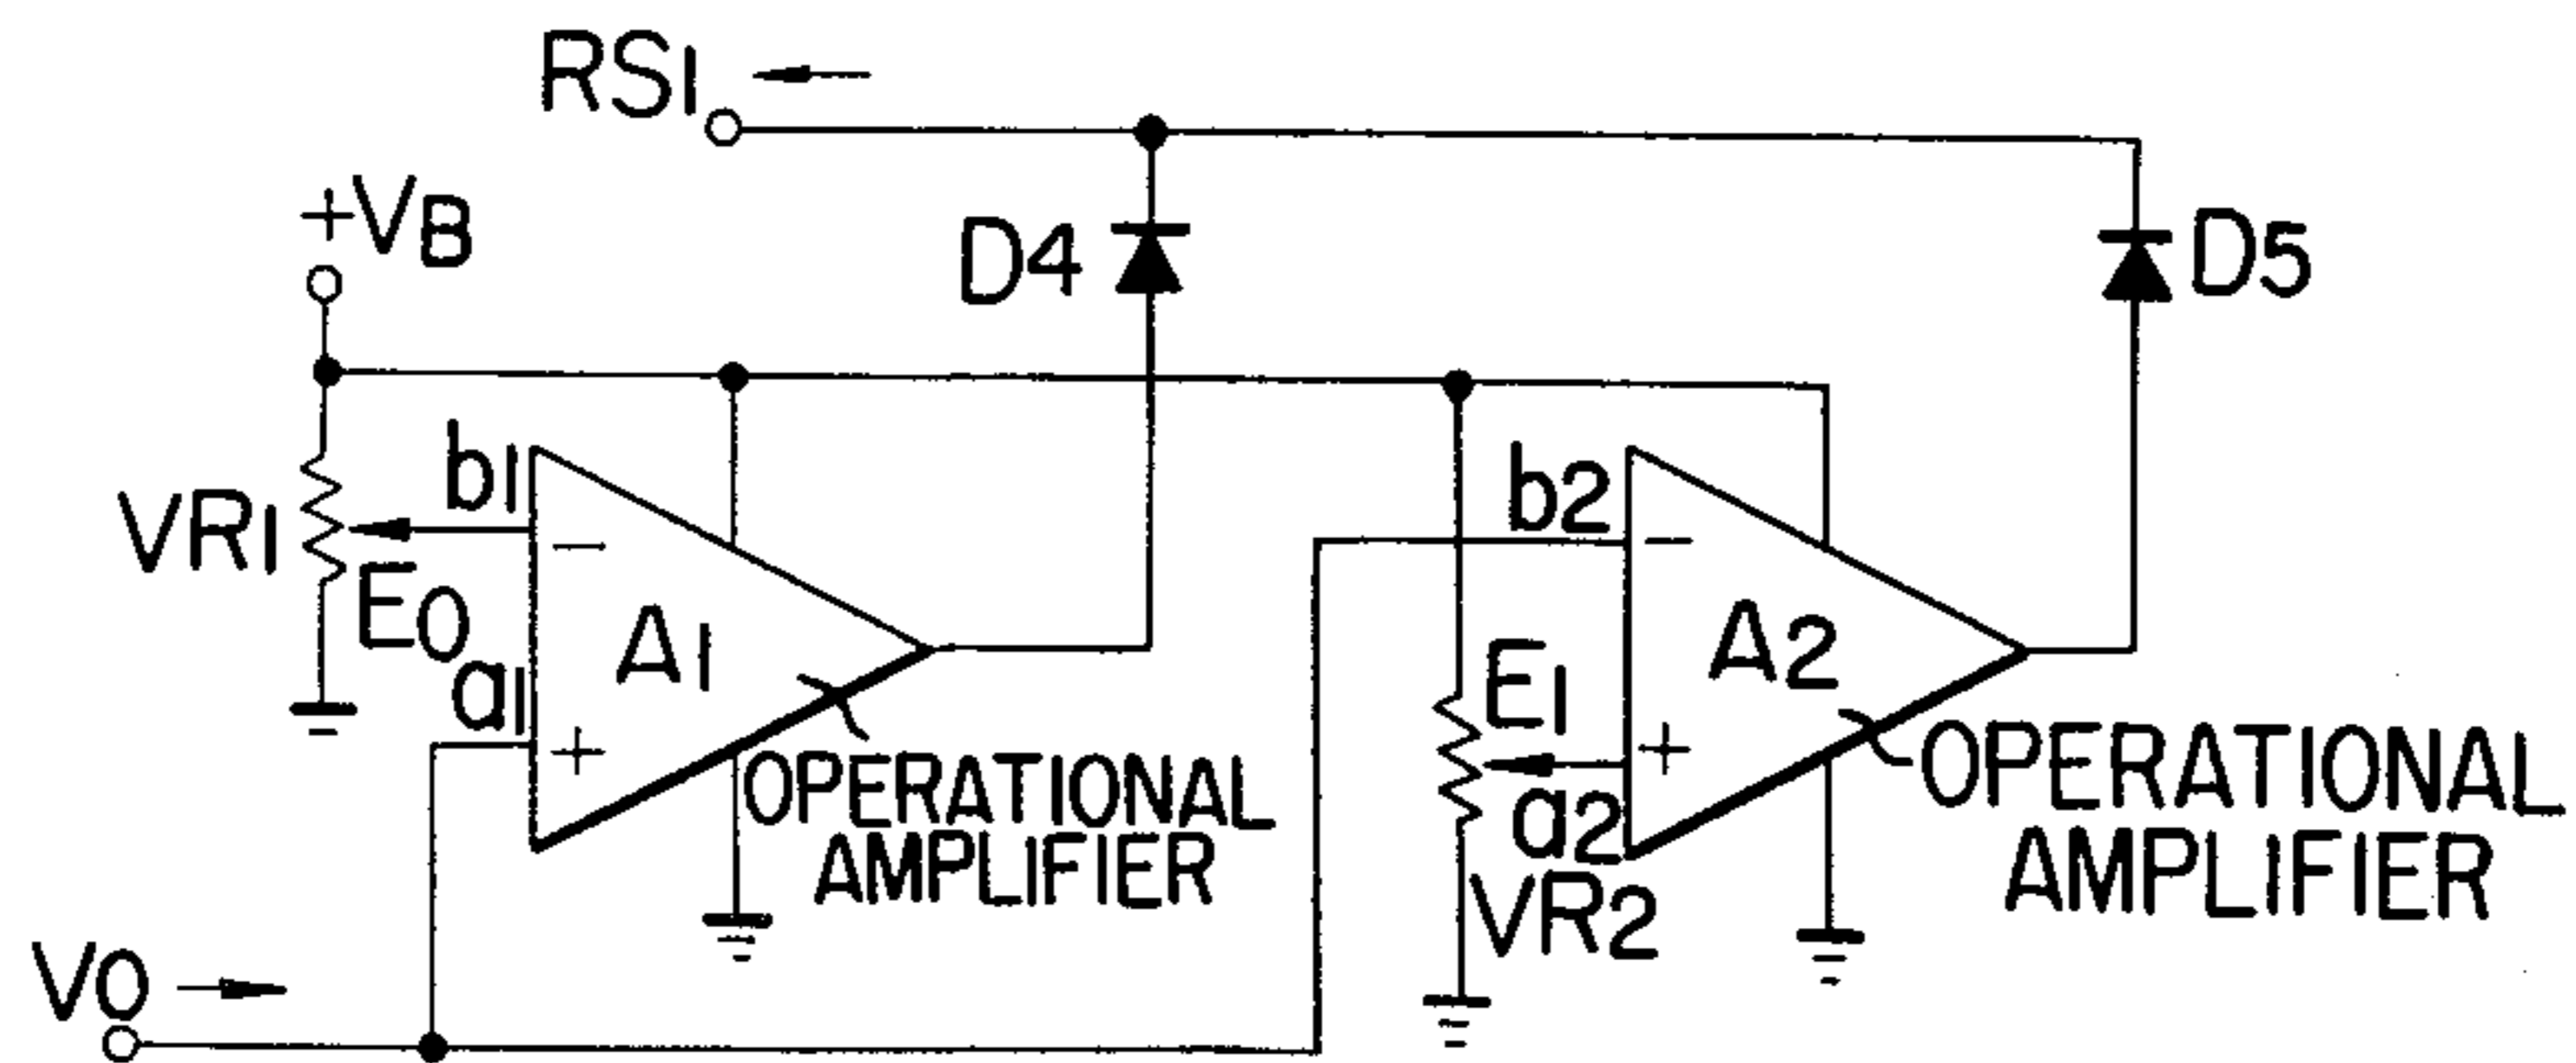 RS1
+VB
D4
D5
b1
b2
VR1
E0
A1
a1
E1
A2
a2
VR2
OPERATIONAL
AMPLIFIER
OPERATIONAL
AMPLIFIER
V0